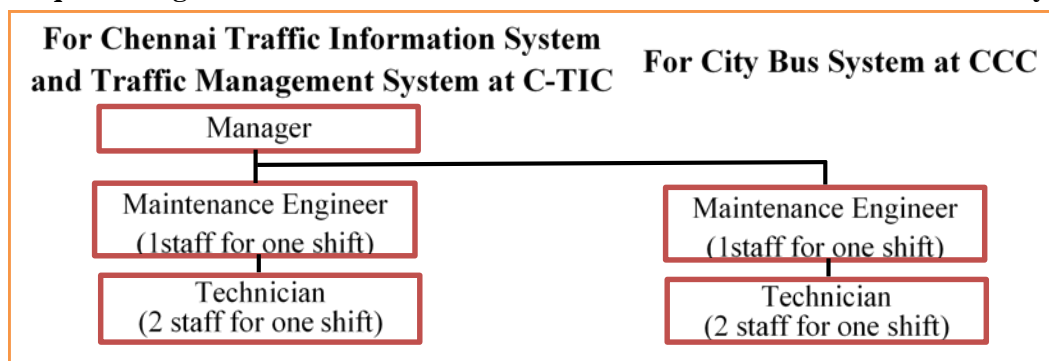 For Chennai Traffic Information System
and Traffic Management System at C-TIC
For City Bus System at CCC
Manager
Maintenance Engineer
(1staff for one shift)
Maintenance Engineer
(1staff for one shift)
Technician
(2 staff for one shift)
Technician
(2 staff for one shift)